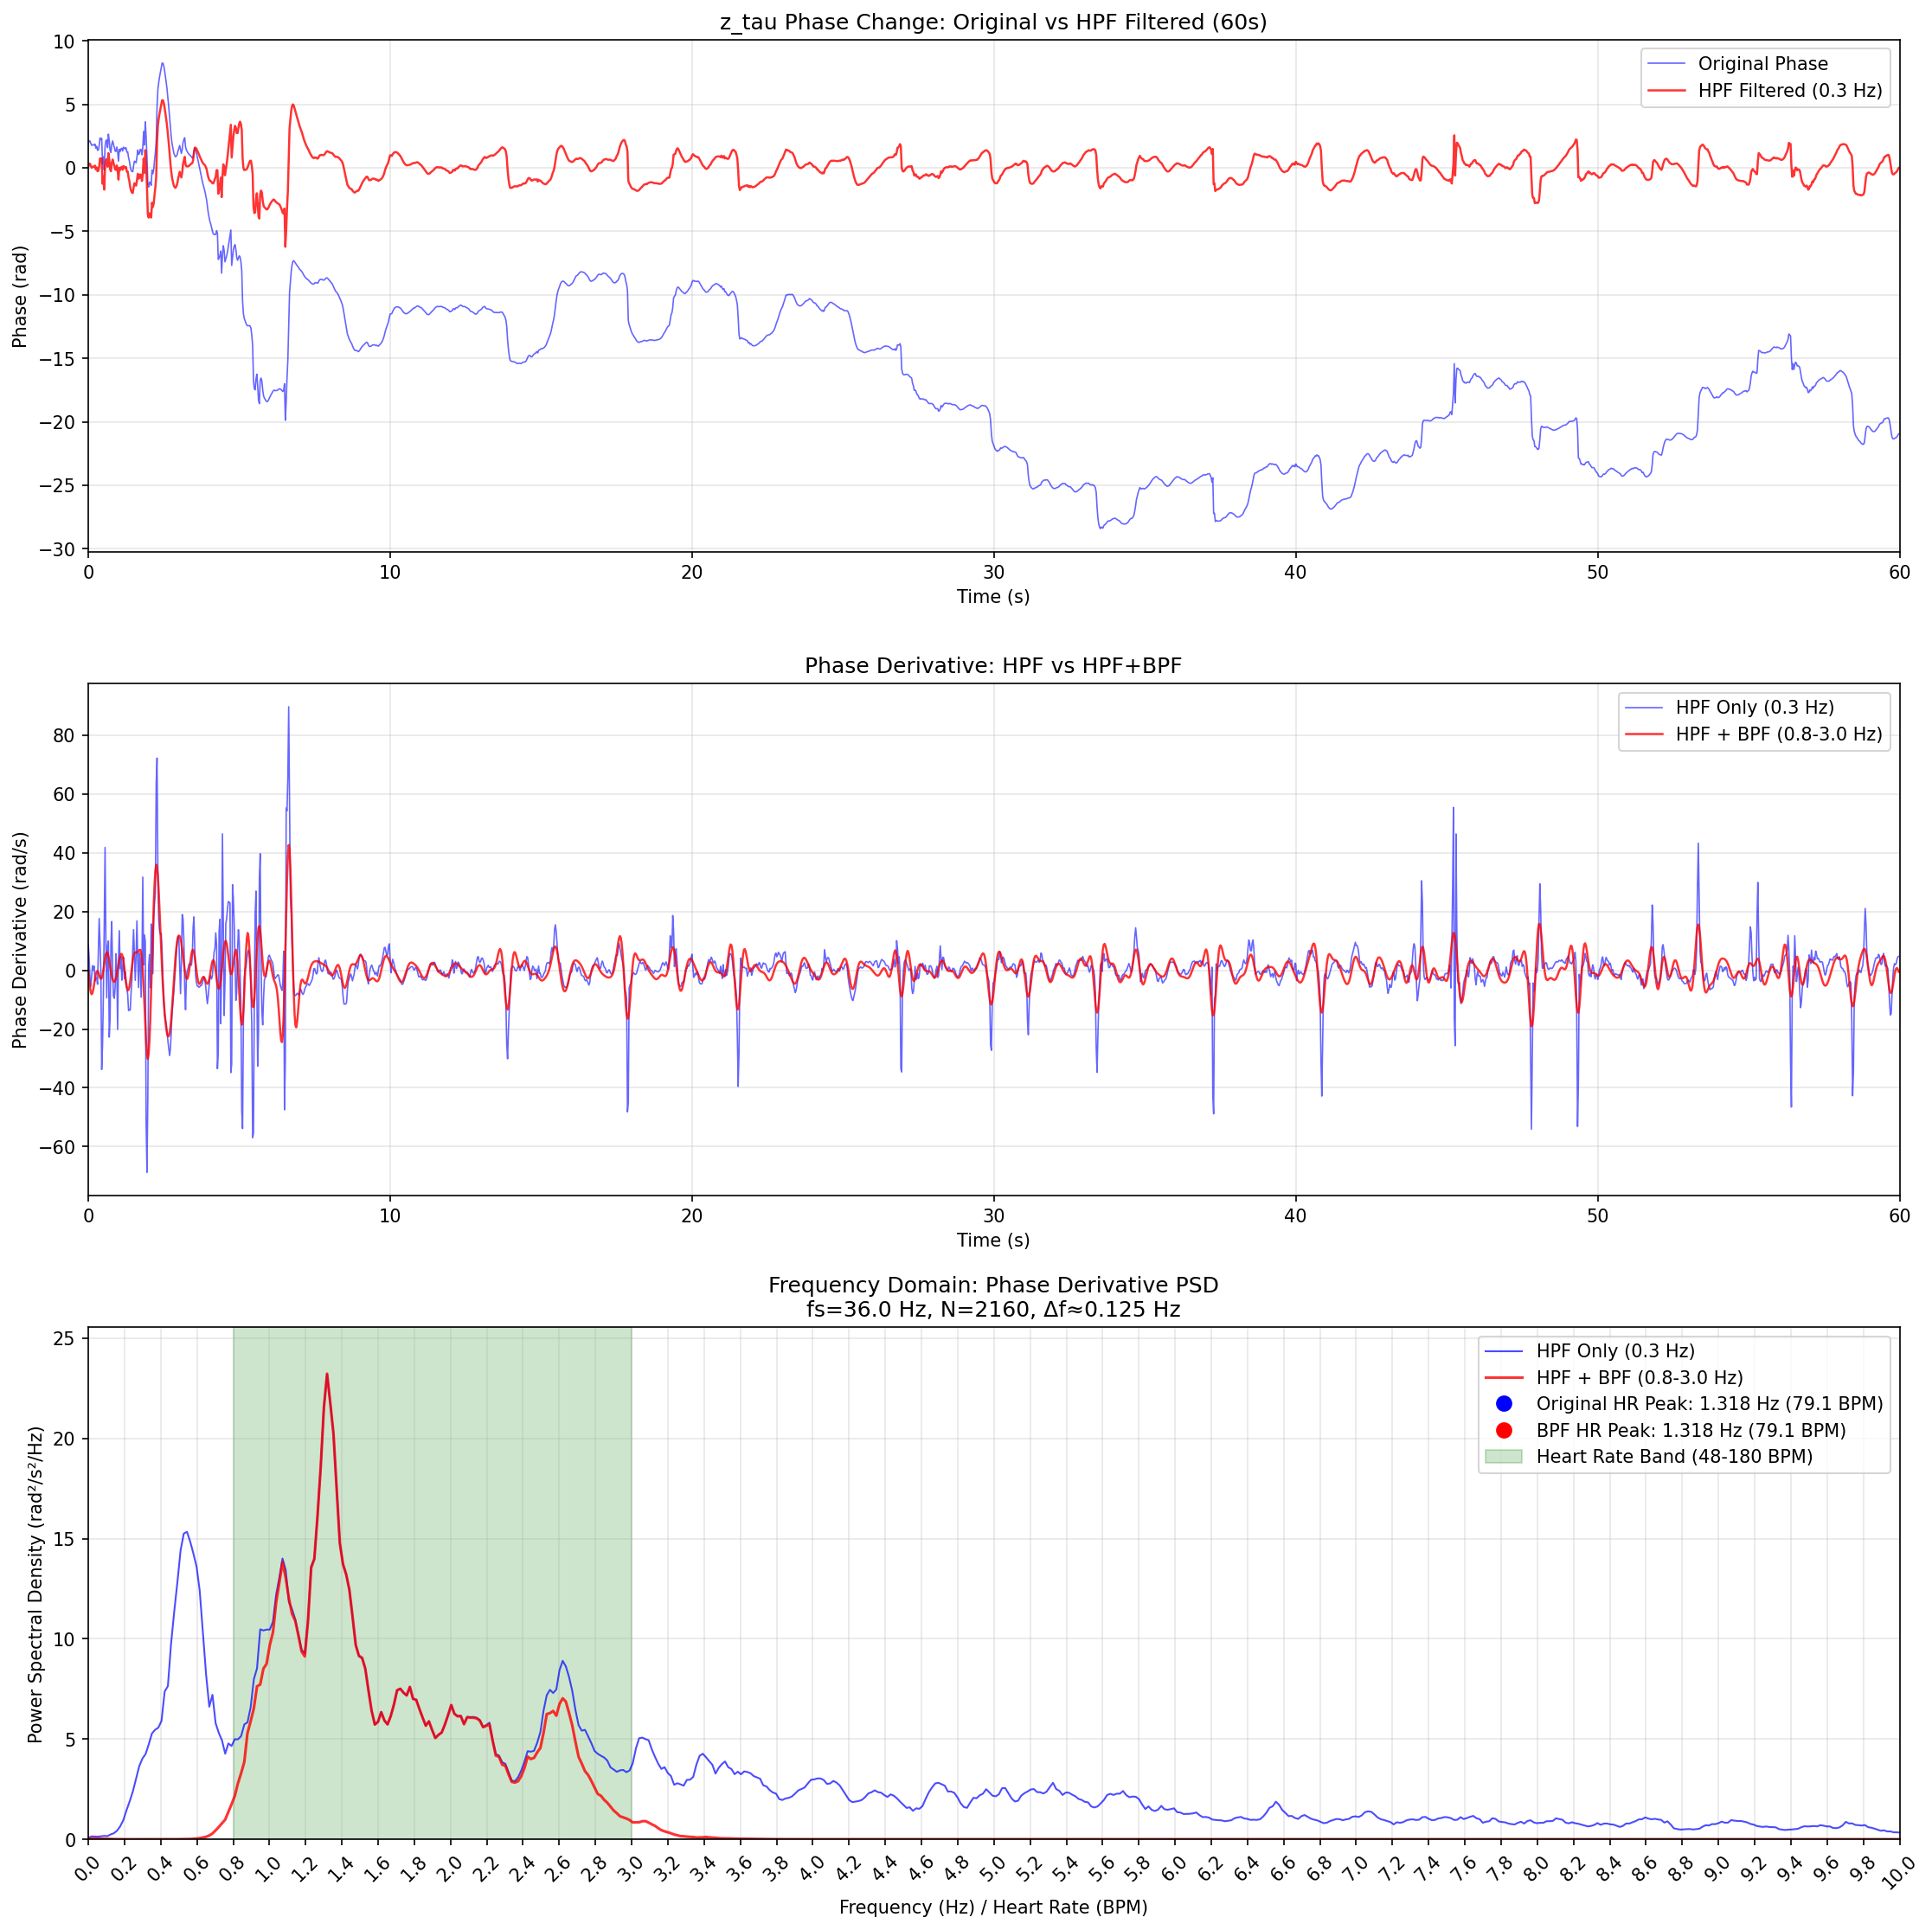 z_tau Phase Change: Original vs HPF Filtered (60s)
10
5
0
−5
−10
−15
−20
−25
−30
Phase (rad)
Original Phase
HPF Filtered (0.3 Hz)
0 10 20 30 40 50 60
Time (s)
Phase Derivative: HPF vs HPF+BPF
80
60
40
20
0
−20
−40
−60
Phase Derivative (rad/s)
HPF Only (0.3 Hz)
HPF + BPF (0.8-3.0 Hz)
0 10 20 30 40 50 60
Time (s)
Frequency Domain: Phase Derivative PSD
fs=36.0 Hz, N=2160, Δf≈0.125 Hz
25
20
15
10
5
0
Power Spectral Density (rad²/s²/Hz)
HPF Only (0.3 Hz)
HPF + BPF (0.8-3.0 Hz)
Original HR Peak: 1.318 Hz (79.1 BPM)
BPF HR Peak: 1.318 Hz (79.1 BPM)
Heart Rate Band (48-180 BPM)
0.0 0.2 0.4 0.6 0.8 1.0 1.2 1.4 1.6 1.8 2.0 2.2 2.4 2.6 2.8 3.0 3.2 3.4 3.6 3.8 4.0 4.2 4.4 4.6 4.8 5.0 5.2 5.4 5.6 5.8 6.0 6.2 6.4 6.6 6.8 7.0 7.2 7.4 7.6 7.8 8.0 8.2 8.4 8.6 8.8 9.0 9.2 9.4 9.6 9.8 10.0
Frequency (Hz) / Heart Rate (BPM)